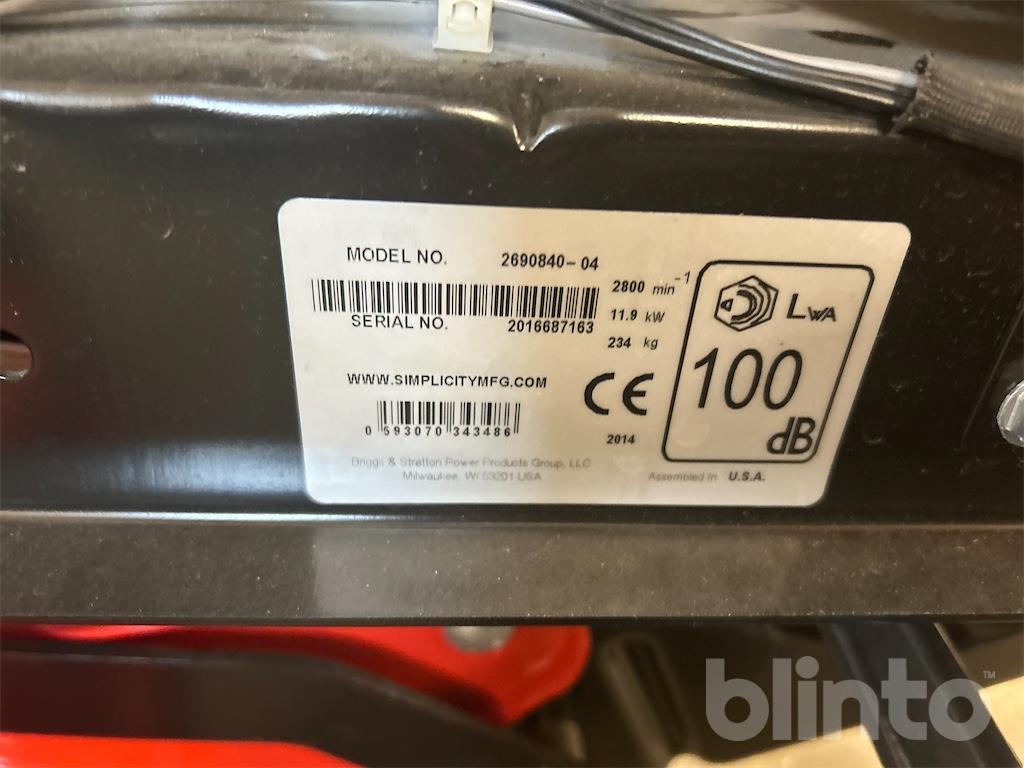 MODEL NO. 2690840-04
2800 min-1
SERIAL NO. 2016687163
11.9 kW
234 kg
LWA
100
dB
WWW.SIMPLICITYMFG.COM
CE
0 593070 343486
2014
Briggs & Stratton Power Products Group, LLC
Milwaukee, WI 53201 USA
Assembled in U.S.A.
blinto™